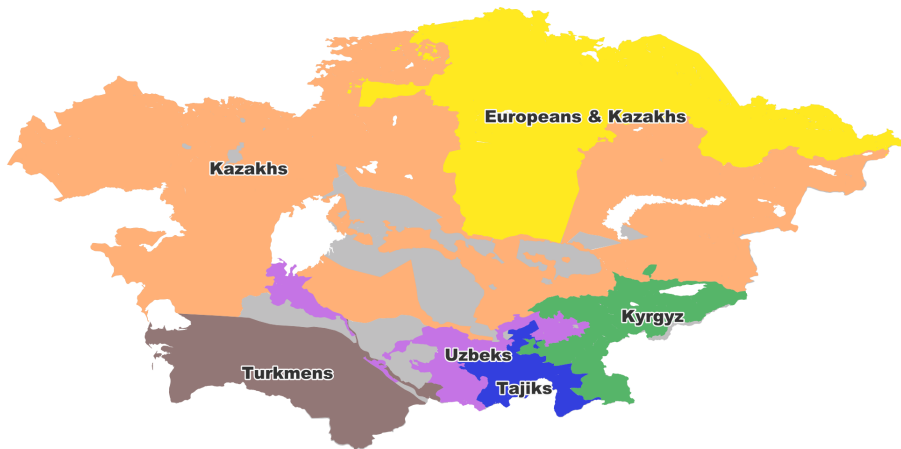 Europeans & Kazakhs
Kazakhs
Kyrgyz
Uzbeks
Turkmens
Tajiks